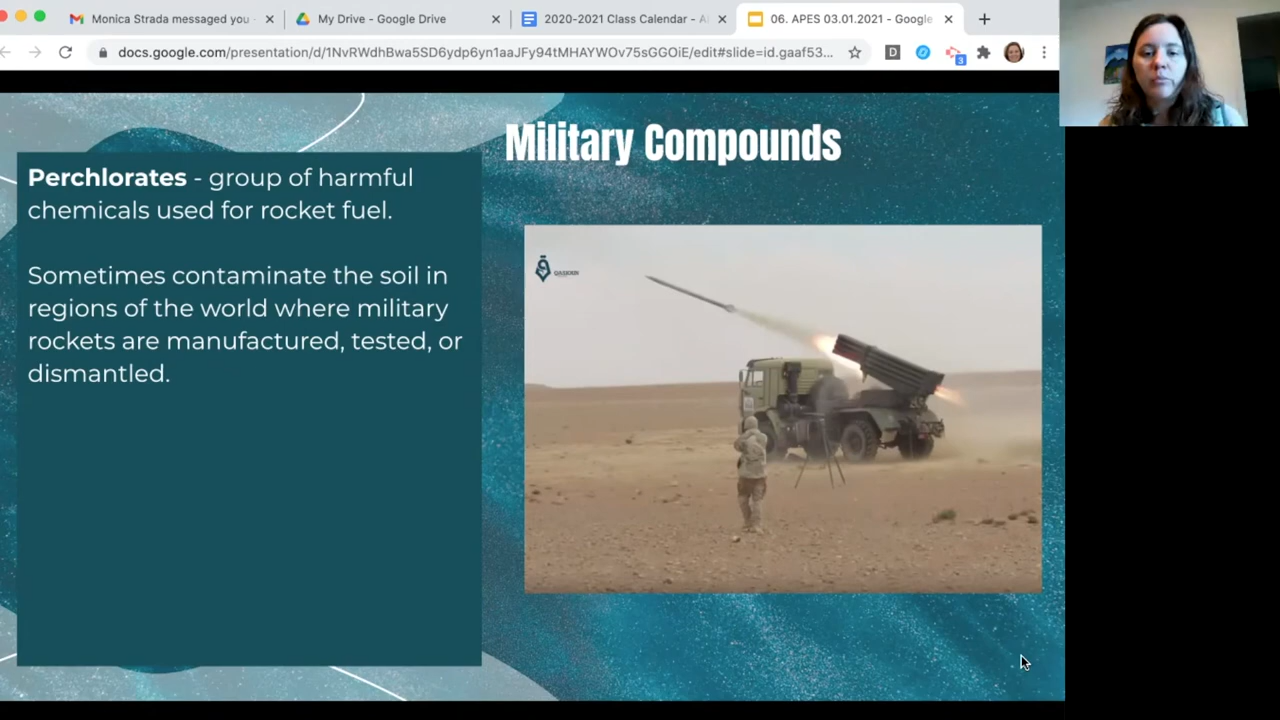 Monica Strada messaged you -
My Drive - Google Drive
2020-2021 Class Calendar - A
06. APES 03.01.2021 - Google
docs.google.com/presentation/d/1NvRWdhBwa5SD6ydp6yn1aaJFy94tMHAYWOv75sGGOiE/edit#slide=id.gaaf53...
D
3
Military Compounds
Perchlorates - group of harmful
chemicals used for rocket fuel.
Sometimes contaminate the soil in
regions of the world where military
rockets are manufactured, tested, or
dismantled.
QASIOUN